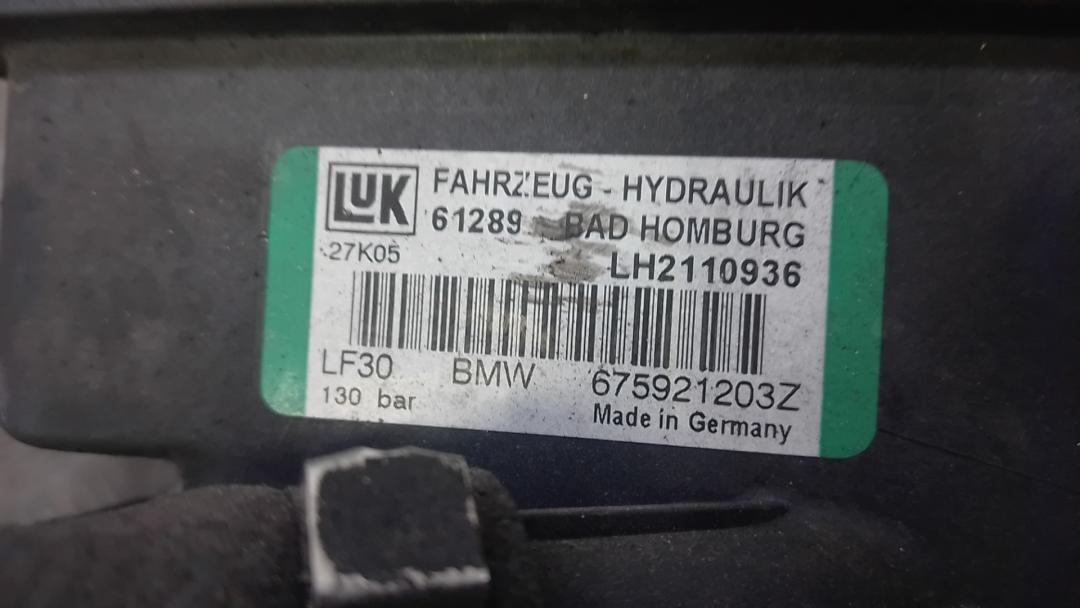 LUK FAHRZEUG - HYDRAULIK
61289 BAD HOMBURG
27K05 LH2110936
LF30 BMW 675921203Z
130 bar Made in Germany